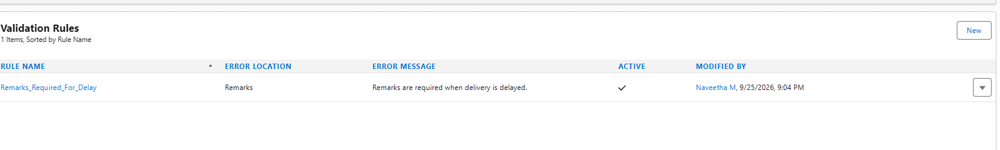 Validation Rules
New
1 Items, Sorted by Rule Name
RULE NAME ERROR LOCATION ERROR MESSAGE ACTIVE MODIFIED BY
Remarks_Required_For_Delay Remarks Remarks are required when delivery is delayed. Naveetha M, 9/25/2026, 9:04 PM